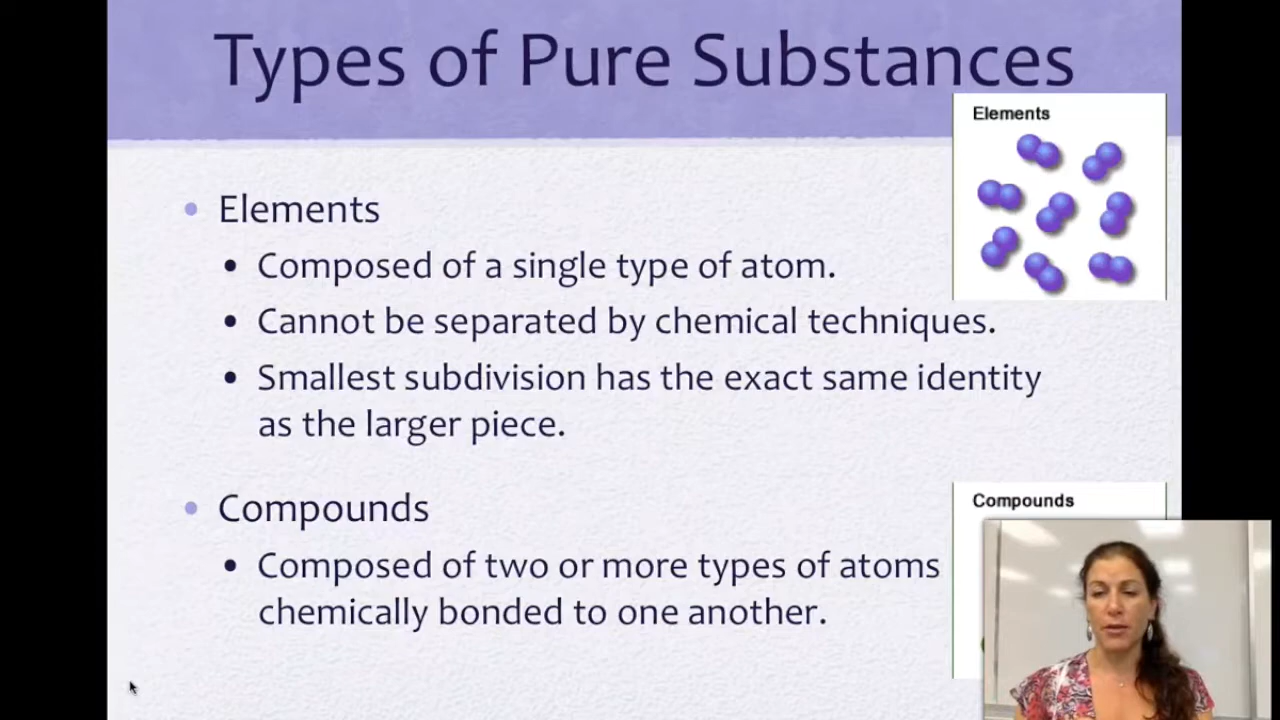 Types of Pure Substances
Elements
Elements
Composed of a single type of atom.
Cannot be separated by chemical techniques.
Smallest subdivision has the exact same identity
as the larger piece.
Compounds
Compounds
Composed of two or more types of atoms
chemically bonded to one another.